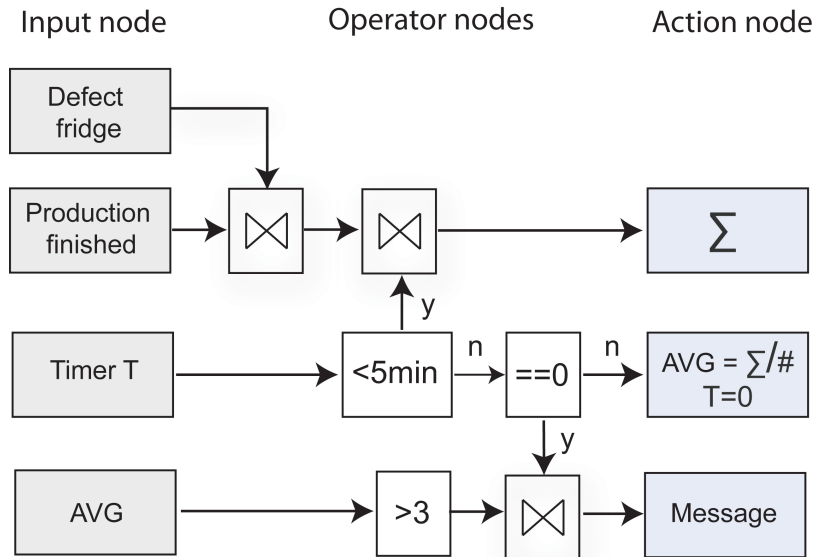 Input node
Operator nodes
Action node
Defect
fridge
Production
finished
⋈
⋈
∑
y
Timer T
<5min
n
==0
n
AVG = ∑/#
T=0
y
AVG
>3
⋈
Message